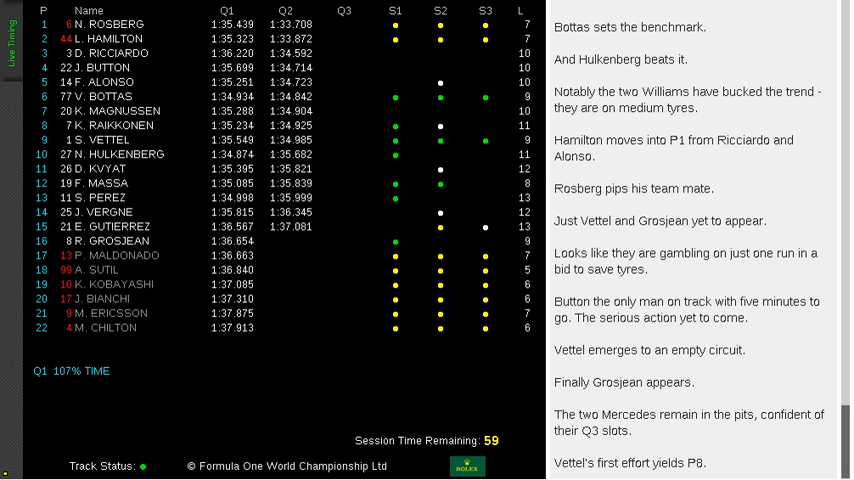 Live Timing
P Name Q1 Q2 Q3 S1 S2 S3 L
1 6 N. ROSBERG 1:35.439 1:33.708 7
2 44 L. HAMILTON 1:35.323 1:33.872 7
3 3 D. RICCIARDO 1:36.220 1:34.592 10
4 22 J. BUTTON 1:35.699 1:34.714 10
5 14 F. ALONSO 1:35.251 1:34.723 10
6 77 V. BOTTAS 1:34.934 1:34.842 9
7 20 K. MAGNUSSEN 1:35.288 1:34.904 10
8 7 K. RAIKKONEN 1:35.234 1:34.925 11
9 1 S. VETTEL 1:35.549 1:34.985 9
10 27 N. HULKENBERG 1:34.874 1:35.682 11
11 26 D. KVYAT 1:35.395 1:35.821 12
12 19 F. MASSA 1:35.085 1:35.839 8
13 11 S. PEREZ 1:34.998 1:35.999 13
14 25 J. VERGNE 1:35.815 1:36.345 12
15 21 E. GUTIERREZ 1:36.567 1:37.081 13
16 8 R. GROSJEAN 1:36.654 9
17 13 P. MALDONADO 1:36.663 7
18 99 A. SUTIL 1:36.840 5
19 10 K. KOBAYASHI 1:37.085 6
20 17 J. BIANCHI 1:37.310 6
21 9 M. ERICSSON 1:37.875 7
22 4 M. CHILTON 1:37.913 6
Q1 107% TIME
Session Time Remaining: 59
Track Status: © Formula One World Championship Ltd
ROLEX
Bottas sets the benchmark.
And Hulkenberg beats it.
Notably the two Williams have bucked the trend -
they are on medium tyres.
Hamilton moves into P1 from Ricciardo and
Alonso.
Rosberg pips his team mate.
Just Vettel and Grosjean yet to appear.
Looks like they are gambling on just one run in a
bid to save tyres.
Button the only man on track with five minutes to
go. The serious action yet to come.
Vettel emerges to an empty circuit.
Finally Grosjean appears.
The two Mercedes remain in the pits, confident of
their Q3 slots.
Vettel's first effort yields P8.